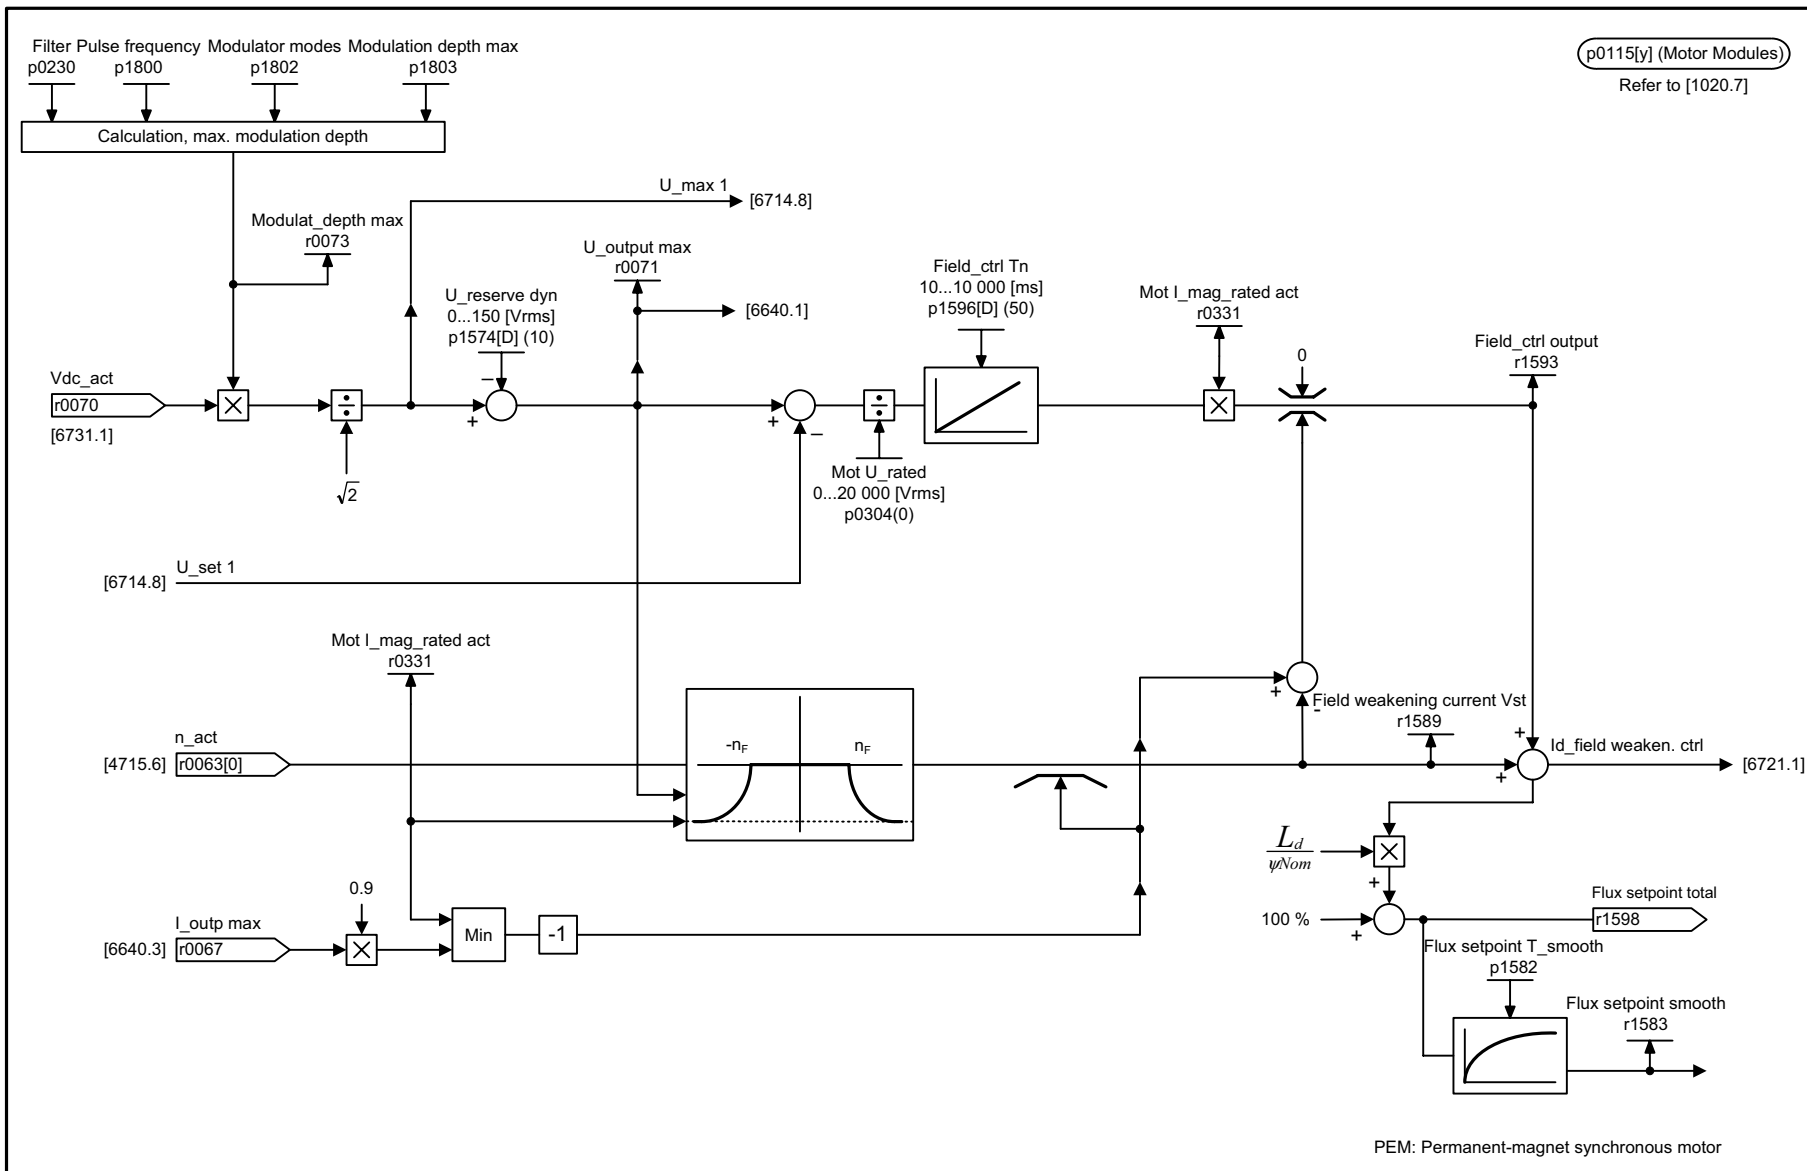 Filter Pulse frequency Modulator modes Modulation depth max
p0230 p1800 p1802 p1803
p0115[y] (Motor Modules)
Refer to [1020.7]
Calculation, max. modulation depth
U_max 1
[6714.8]
Modulat_depth max
r0073
U_output max
r0071
Field_ctrl Tn
10...10 000 [ms]
p1596[D] (50)
U_reserve dyn
0...150 [Vrms]
p1574[D] (10)
[6640.1]
Mot I_mag_rated act
r0331
Field_ctrl output
r1593
0
Vdc_act
r0070
[6731.1]
×
÷
–
+
+
–
÷
×
√2
Mot U_rated
0...20 000 [Vrms]
p0304(0)
[6714.8]
U_set 1
Mot I_mag_rated act
r0331
+
-
Field weakening current Vst
r1589
n_act
[4715.6]
r0063[0]
-nF
nF
+
+
Id_field weaken. ctrl
[6721.1]
Ld
ψNom
×
+
0.9
I_outp max
[6640.3]
r0067
×
Min
-1
100 %
+
Flux setpoint total
r1598
Flux setpoint T_smooth
p1582
Flux setpoint smooth
r1583
PEM: Permanent-magnet synchronous motor